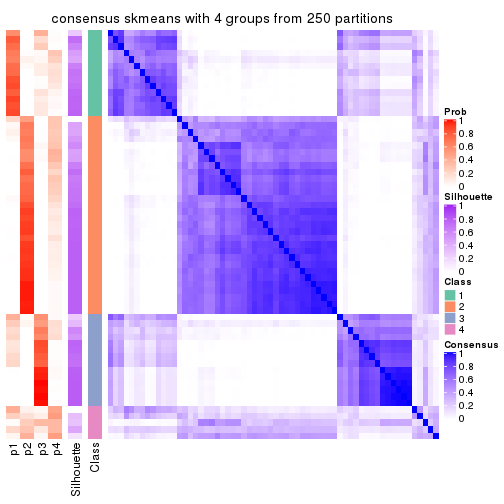 consensus skmeans with 4 groups from 250 partitions
Prob
1
0.8
0.6
0.4
0.2
0
Silhouette
1
0.8
0.6
0.4
0.2
0
Class
1
2
3
4
Consensus
1
0.8
0.6
0.4
0.2
0
p1
p2
p3
p4
Silhouette
Class